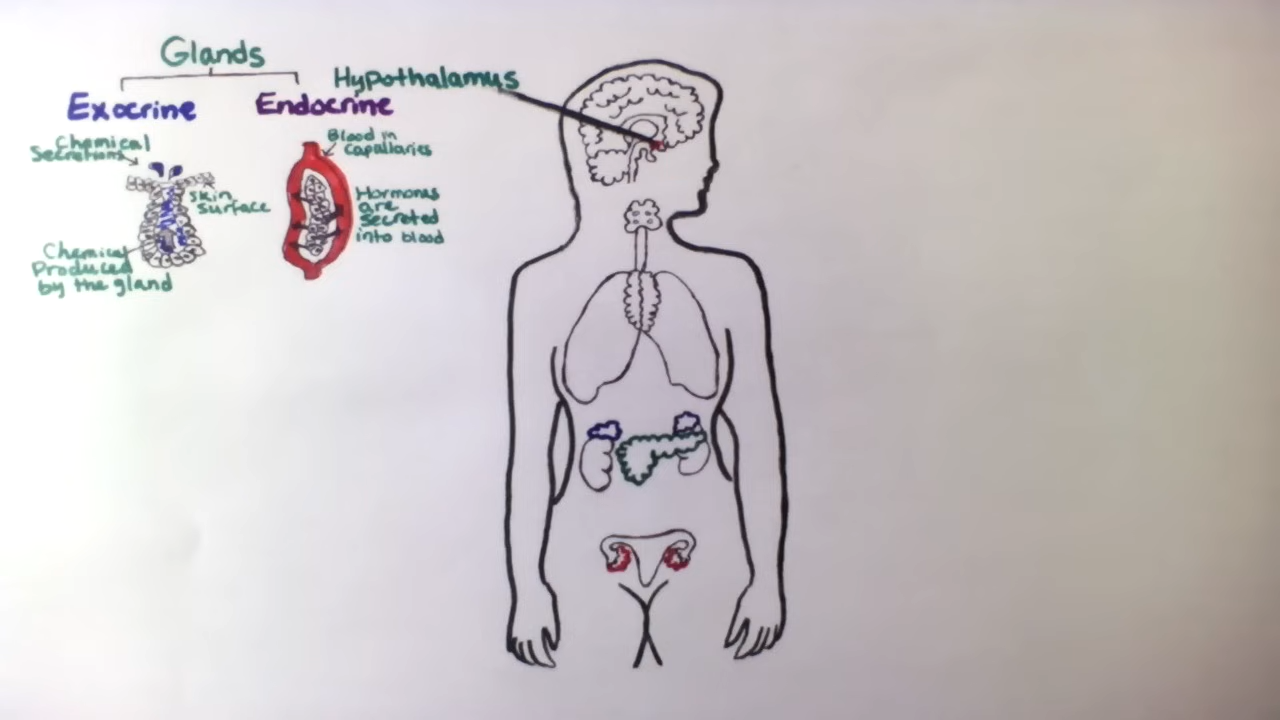 Glands
Hypothalamus
Exocrine
Endocrine
Chemical
Secretions
Skin
Surface
Chemical
Produced
by the gland
Blood in
Capillaries
Hormones
are
secreted
into blood